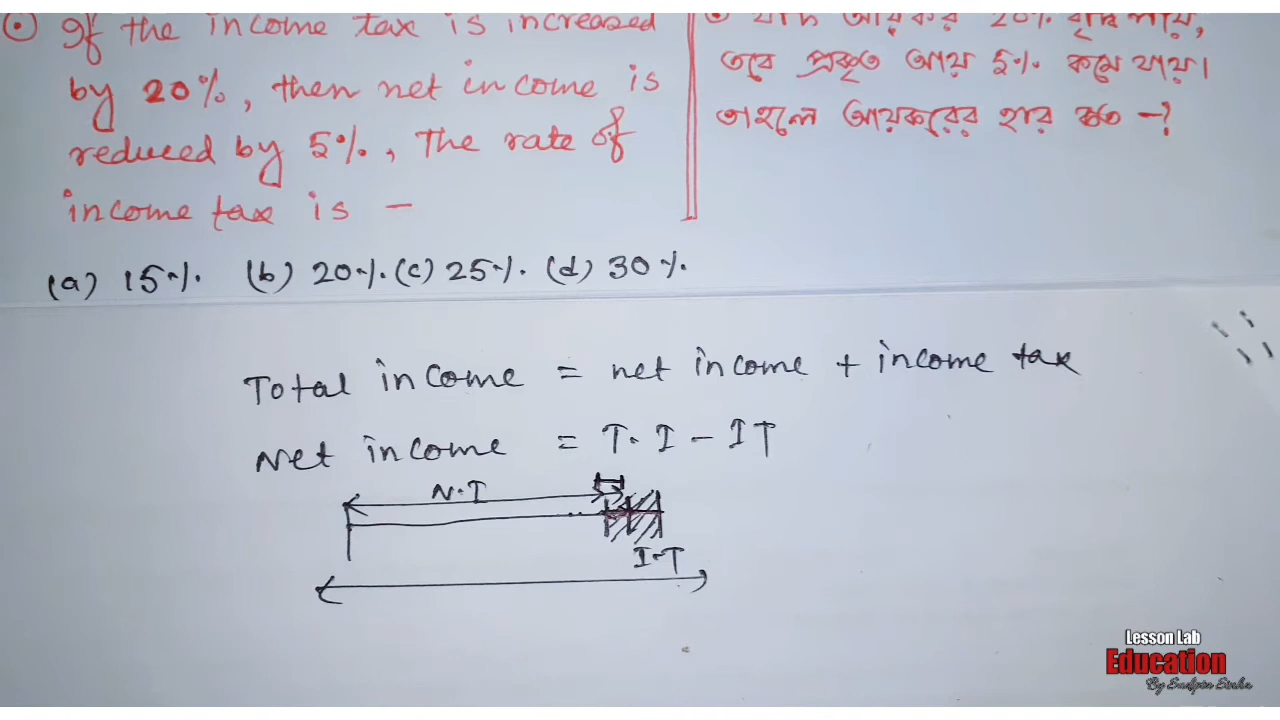 If the income tax is increased
by 20%, then net income is
reduced by 5%, The rate of
income tax is -
20% বৃদ্ধি পায়,
তবে প্রকৃত আয় 5% কমে যায়।
তাহলে আয়করের হার কত -?
(a) 15%. (b) 20%. (c) 25%. (d) 30%.
Total income = net income + income tax
Net income = T.I - IT
N.I
I.T
Lesson Lab
Education